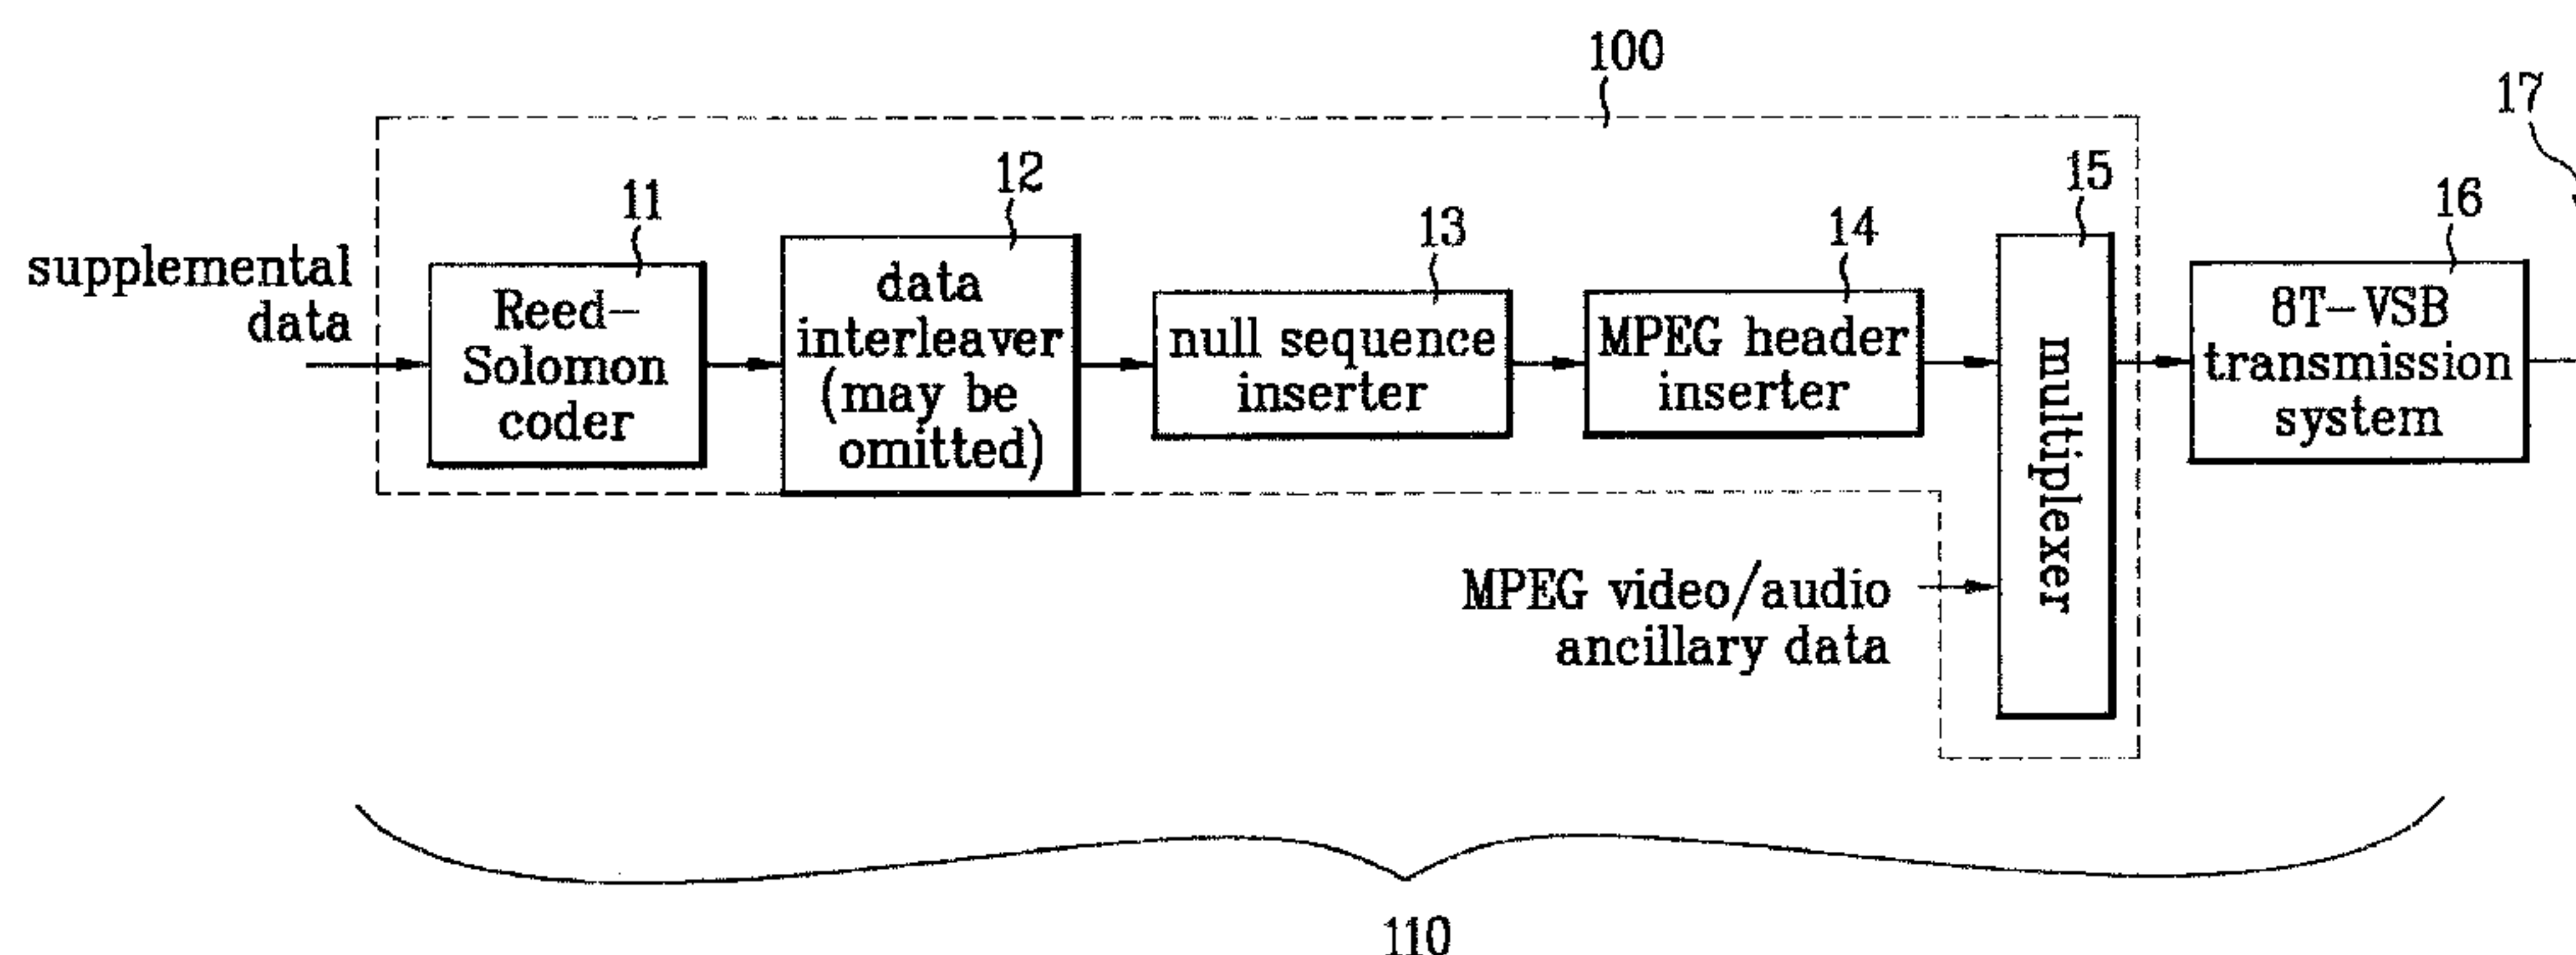 100
17
supplemental
data
11
Reed-
Solomon
coder
12
data
interleaver
(may be
omitted)
13
null sequence
inserter
14
MPEG header
inserter
15
multiplexer
16
8T-VSB
transmission
system
MPEG video/audio
ancillary data
110